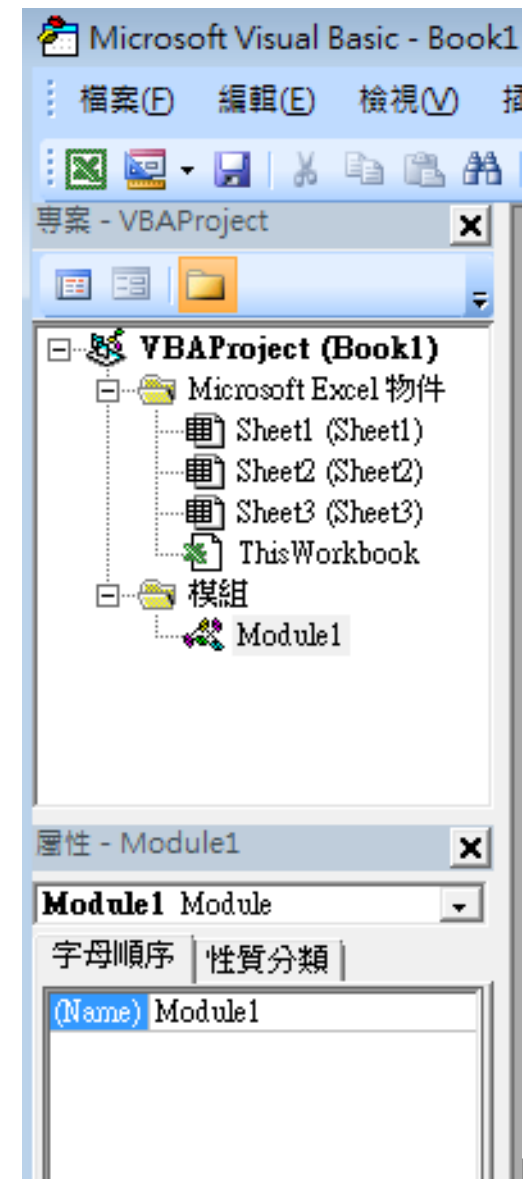 Microsoft Visual Basic - Book1
檔案(F) 編輯(E) 檢視(V)
專案 - VBAProject
VBAProject (Book1)
Microsoft Excel 物件
Sheet1 (Sheet1)
Sheet2 (Sheet2)
Sheet3 (Sheet3)
ThisWorkbook
模組
Module1
屬性 - Module1
Module1 Module
字母順序 性質分類
(Name) Module1